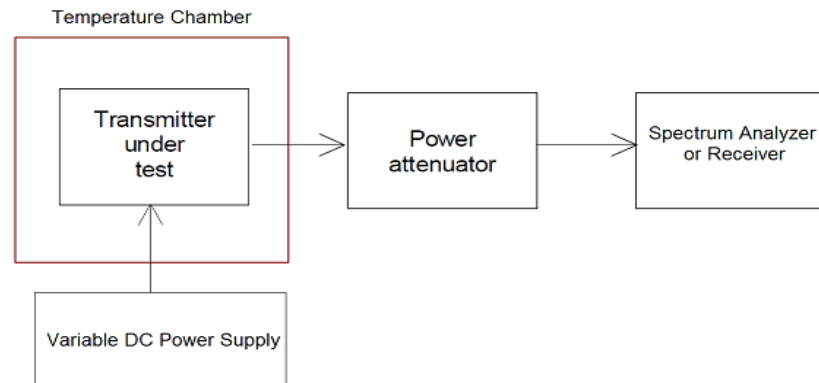 Temperature Chamber
Transmitter
under
test
Power
attenuator
Spectrum Analyzer
or Receiver
Variable DC Power Supply